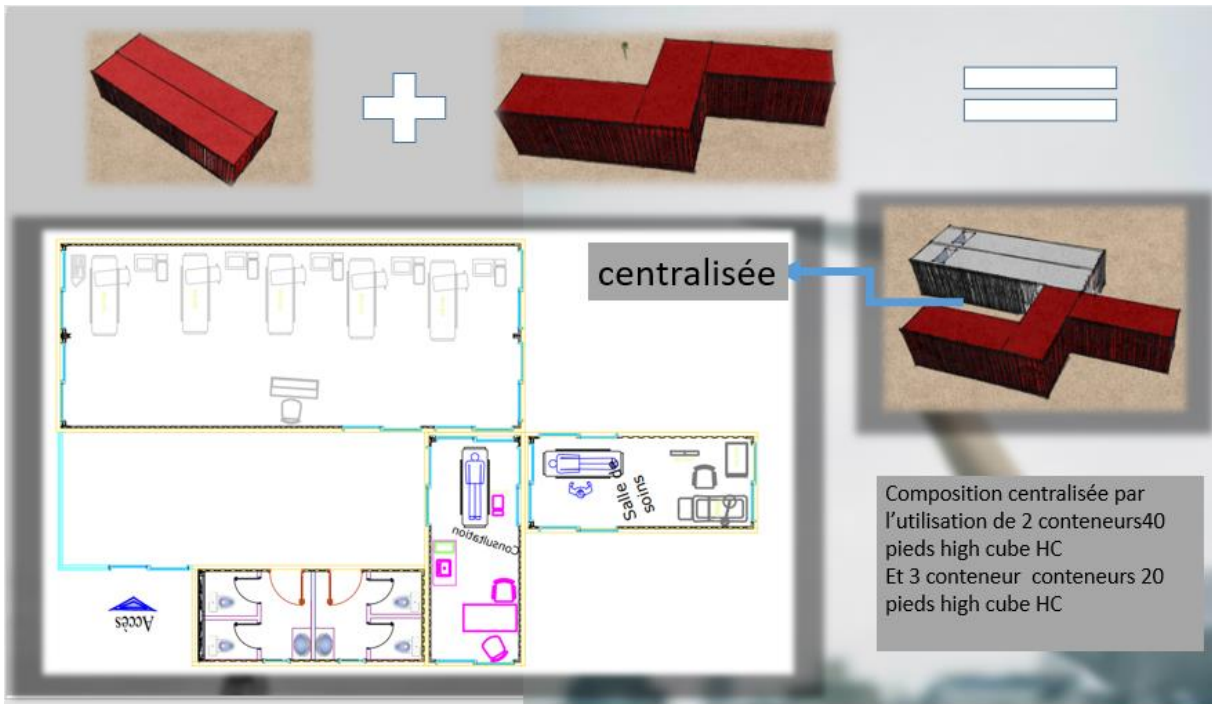 centralisée
Salle d
soins
Consultation
Accès
Composition centralisée par
l’utilisation de 2 conteneurs40
pieds high cube HC
Et 3 conteneur conteneurs 20
pieds high cube HC